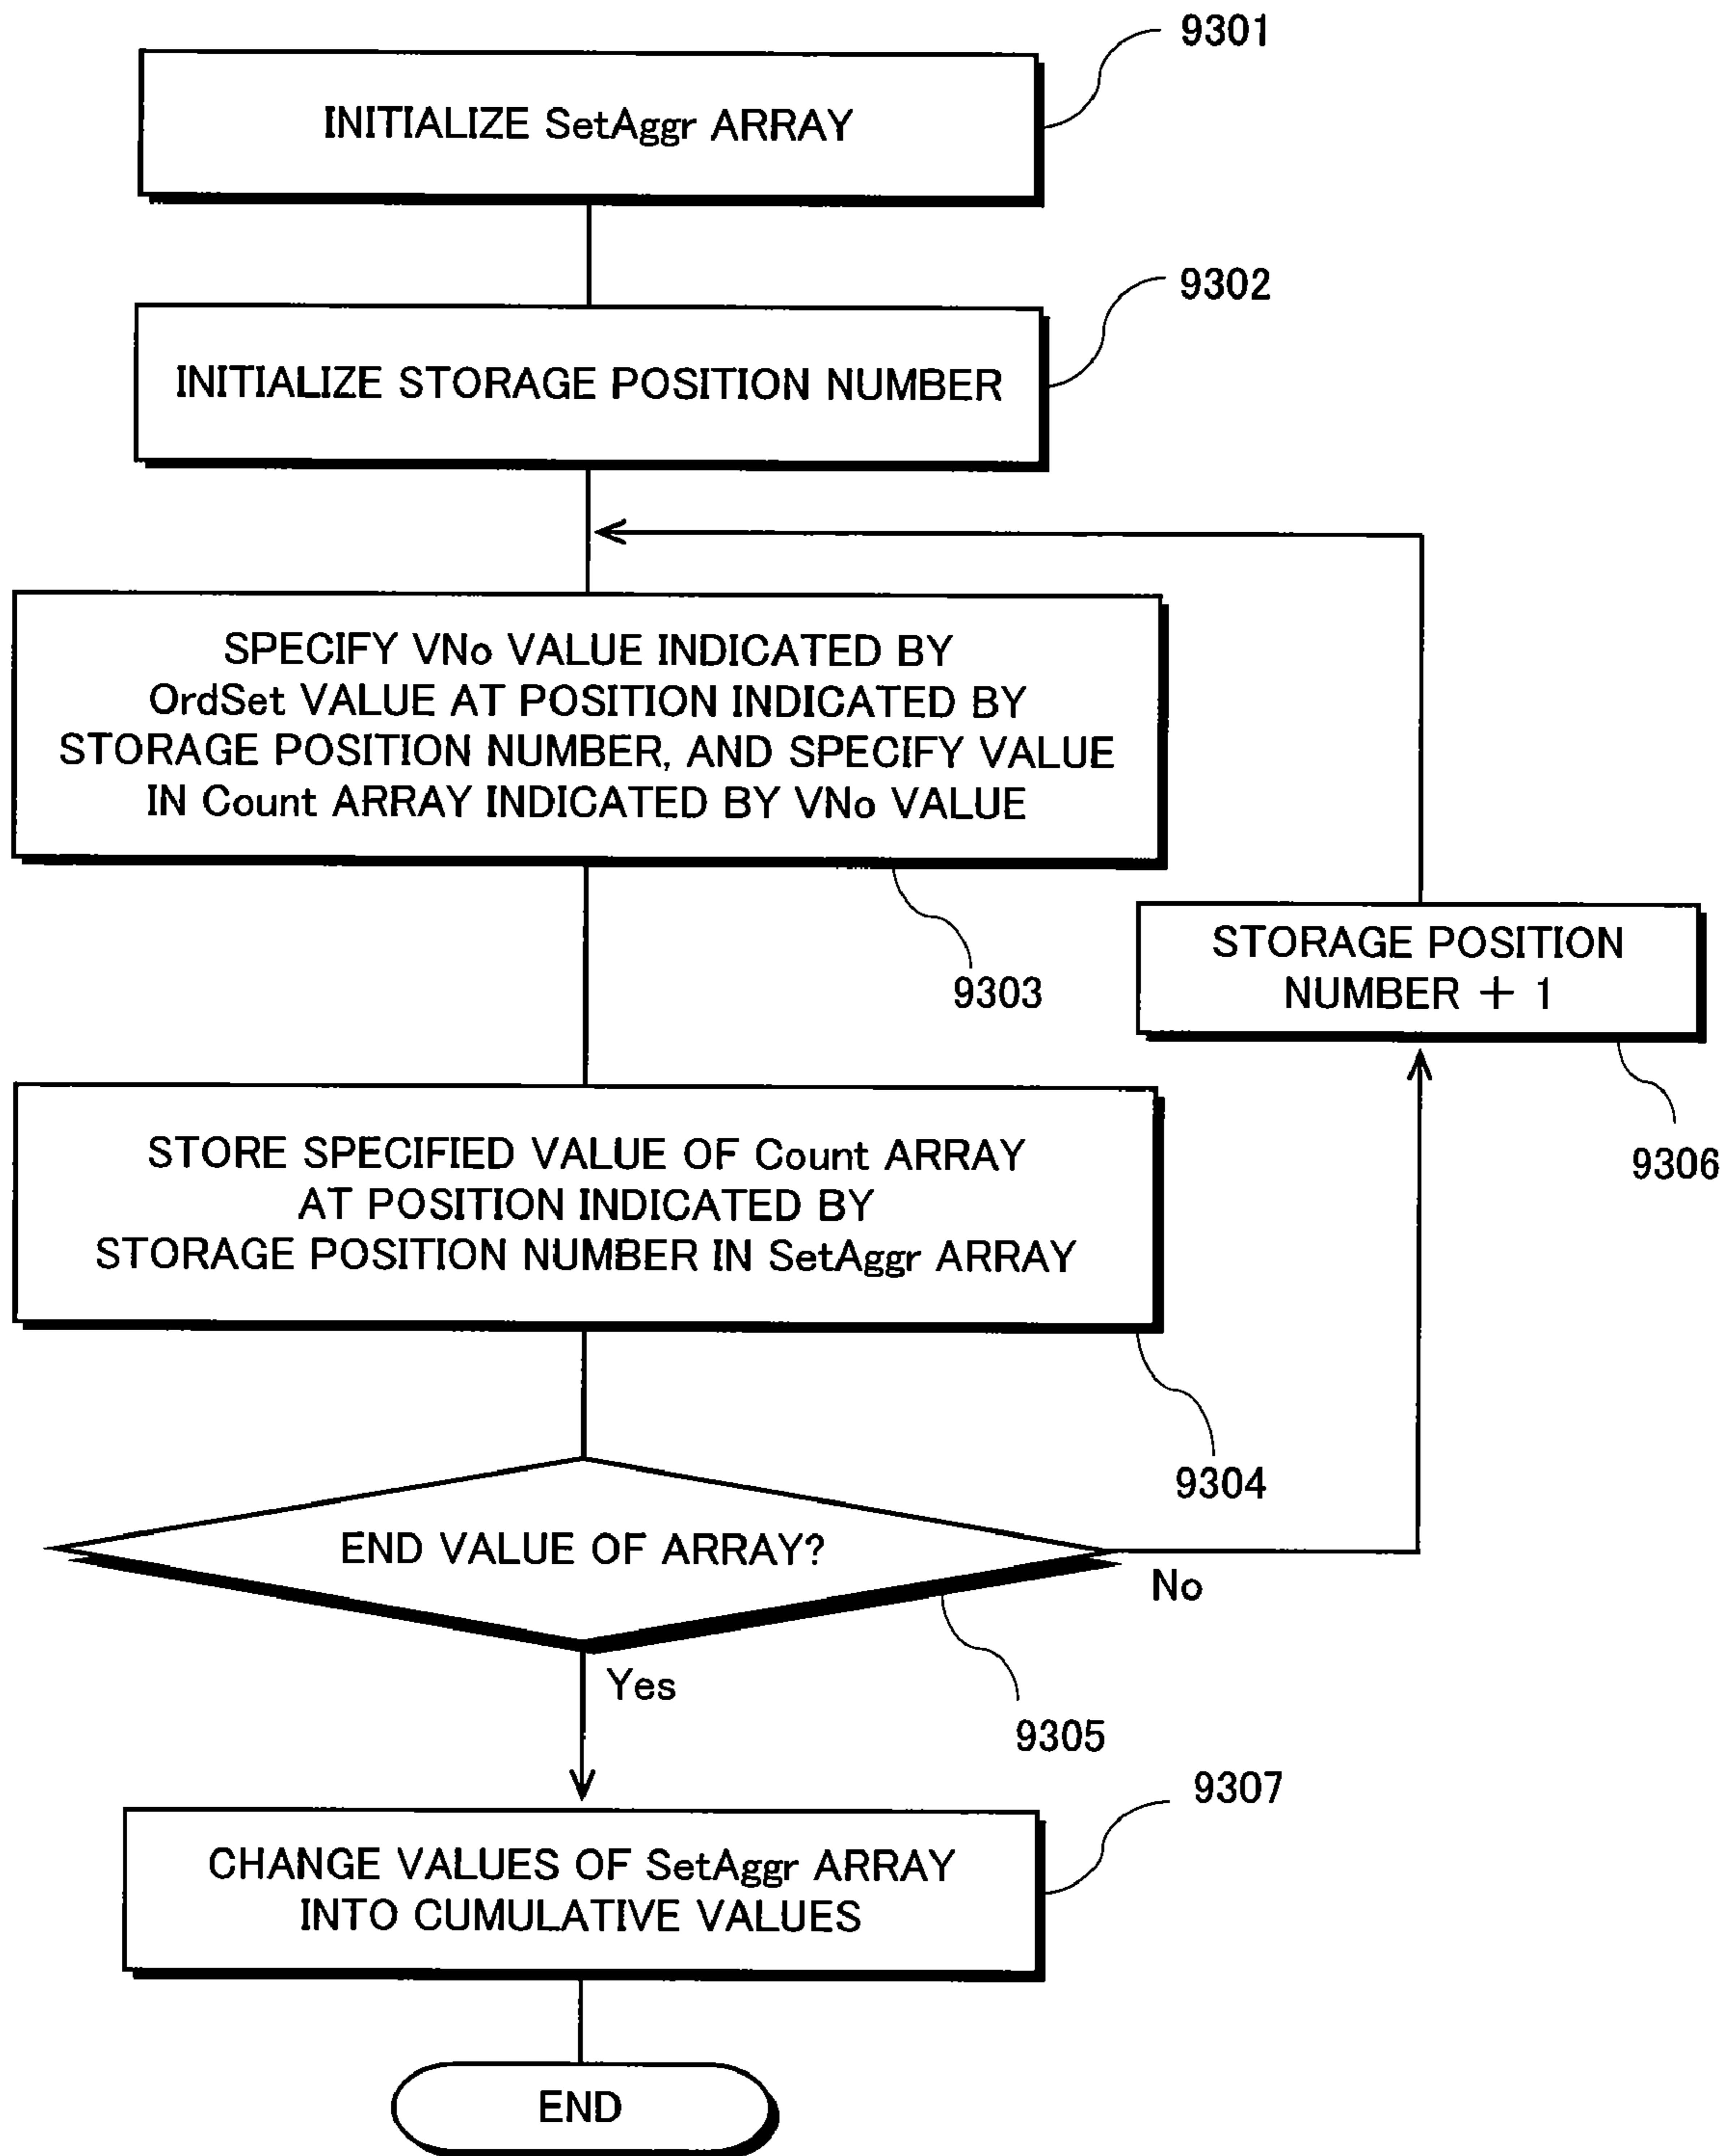 9301
INITIALIZE SetAggr ARRAY
9302
INITIALIZE STORAGE POSITION NUMBER
SPECIFY VNo VALUE INDICATED BY
OrdSet VALUE AT POSITION INDICATED BY
STORAGE POSITION NUMBER, AND SPECIFY VALUE
IN Count ARRAY INDICATED BY VNo VALUE
9303
STORAGE POSITION
NUMBER + 1
9306
STORE SPECIFIED VALUE OF Count ARRAY
AT POSITION INDICATED BY
STORAGE POSITION NUMBER IN SetAggr ARRAY
9304
END VALUE OF ARRAY?
No
Yes
9305
9307
CHANGE VALUES OF SetAggr ARRAY
INTO CUMULATIVE VALUES
END